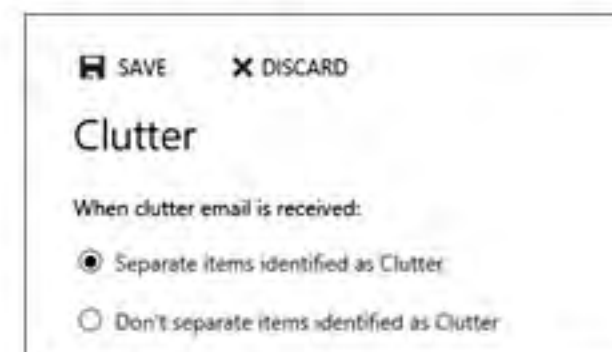 SAVE DISCARD
Clutter
When clutter email is received:
Separate items identified as Clutter
Don't separate items identified as Clutter